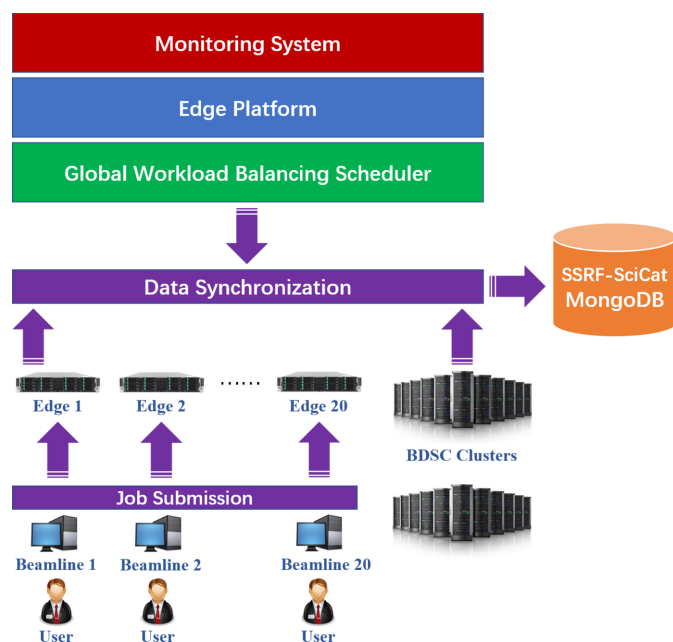 Monitoring System
Edge Platform
Global Workload Balancing Scheduler
Data Synchronization
SSRF-SciCat
MongoDB
Edge 1
Edge 2
......
Edge 20
BDSC Clusters
Job Submission
Beamline 1
Beamline 2
Beamline 20
User
User
User